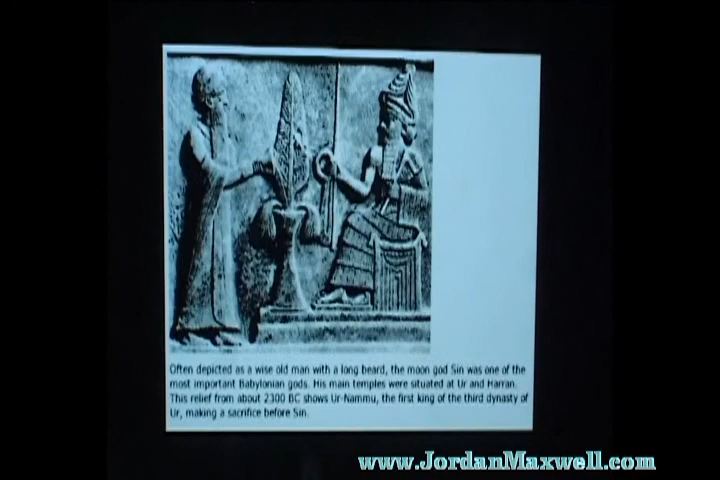 Often depicted as a wise old man with a long beard, the moon god Sin was one of the
most important Babylonian gods. His main temples were situated at Ur and Harran.
This relief from about 2300 BC shows Ur-Nammu, the first king of the third dynasty of
Ur, making a sacrifice before Sin.
www.JordanMaxwell.com